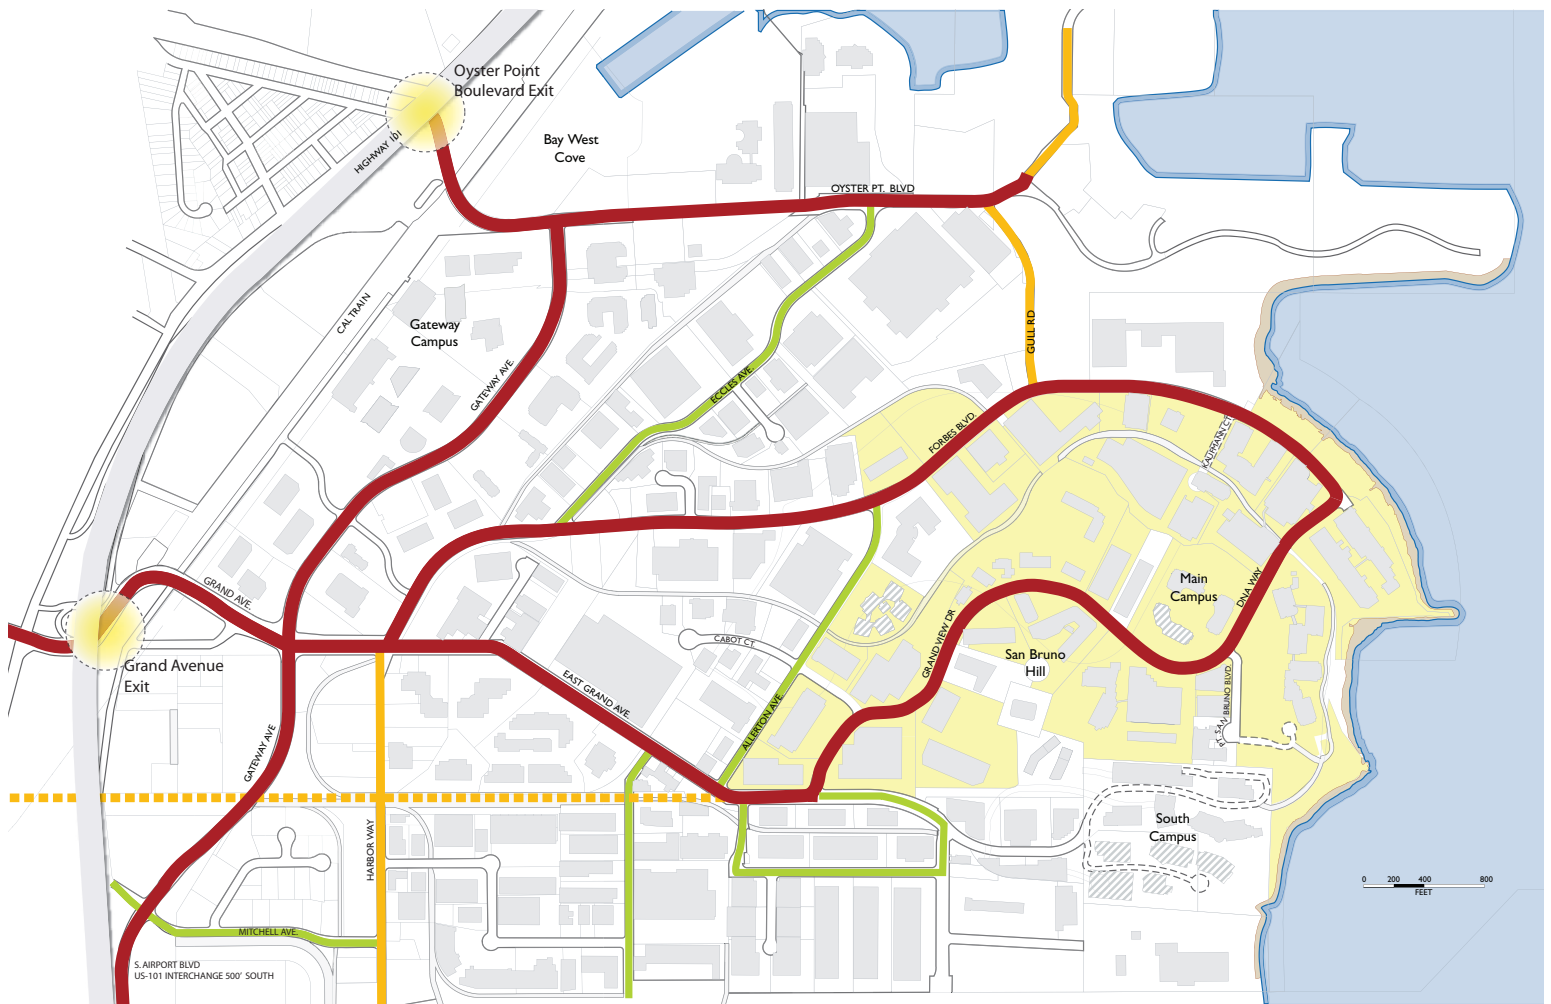 Oyster Point
Boulevard Exit
HIGHWAY 101
Bay West
Cove
OYSTER PT. BLVD
CAL TRAIN
Gateway
Campus
GATEWAY AVE.
ECCLES AVE.
GULL RD
FORBES BLVD.
KAUFMANN CT.
GRAND AVE.
Main
Campus
DNA WAY
Grand Avenue
Exit
CABOT CT.
GRANDVIEW DR
San Bruno
Hill
EAST GRAND AVE.
ALLERTON AVE.
PT. SAN BRUNO BLVD.
GATEWAY AVE
HARBOR WAY
South
Campus
0 200 400 800
FEET
MITCHELL AVE.
S. AIRPORT BLVD
US-101 INTERCHANGE 500' SOUTH